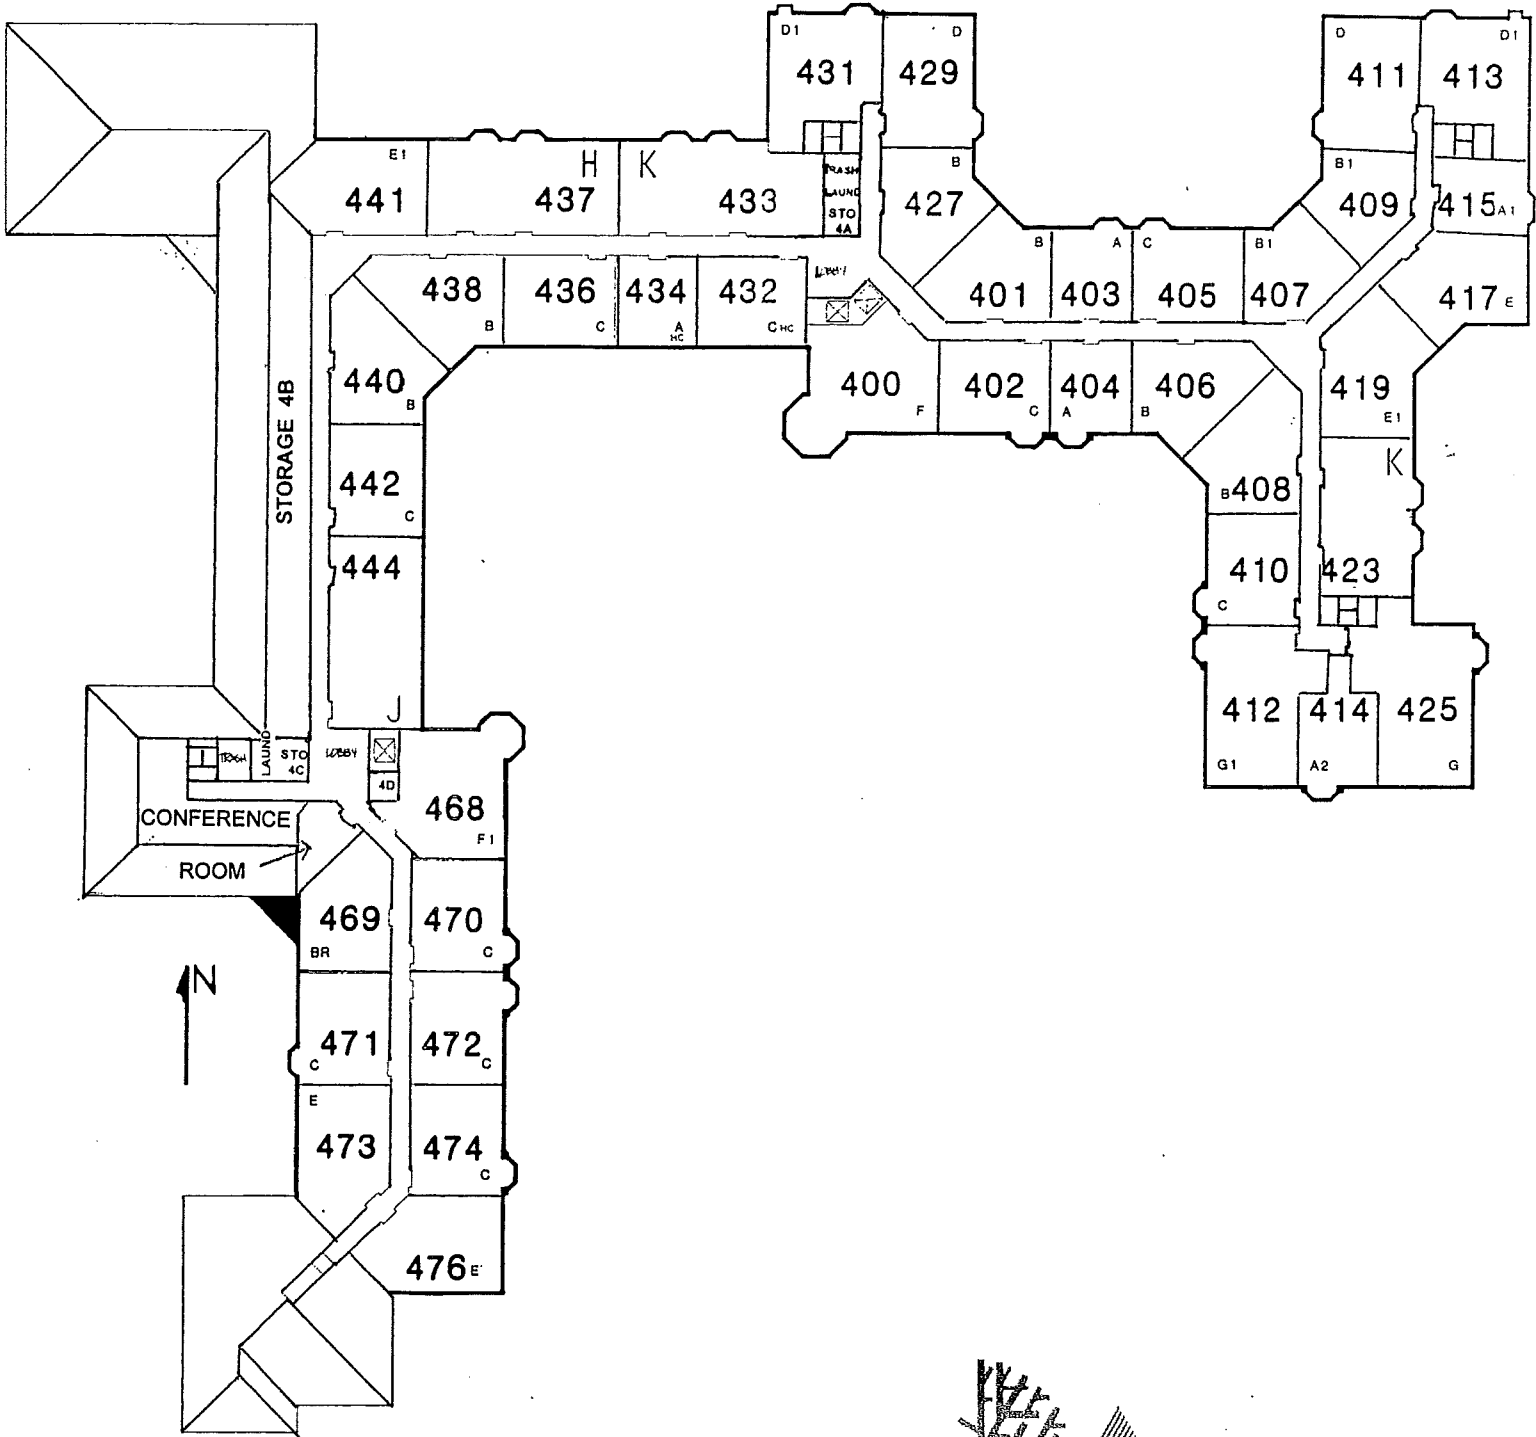 D1
D
D
D1
431
429
411
413
E1
H
K
TRASH
B
B1
441
437
433
LAUND
STO
4A
427
409
415 A1
B
A
C
B1
LOBBY
438
436
434
432
401
403
405
407
417 E
B
C
A
HC
C HC
440
B
400
402
404
406
419
F
C
A
B
E1
STORAGE 4B
K
442
C
B 408
444
410
423
C
J
412
414
425
LAUND
STO
4C
LOBBY
TRASH
G1
A2
G
4D
468
F1
CONFERENCE
ROOM
469
470
BR
C
N
471
472
C
C
E
473
474
C
476 E